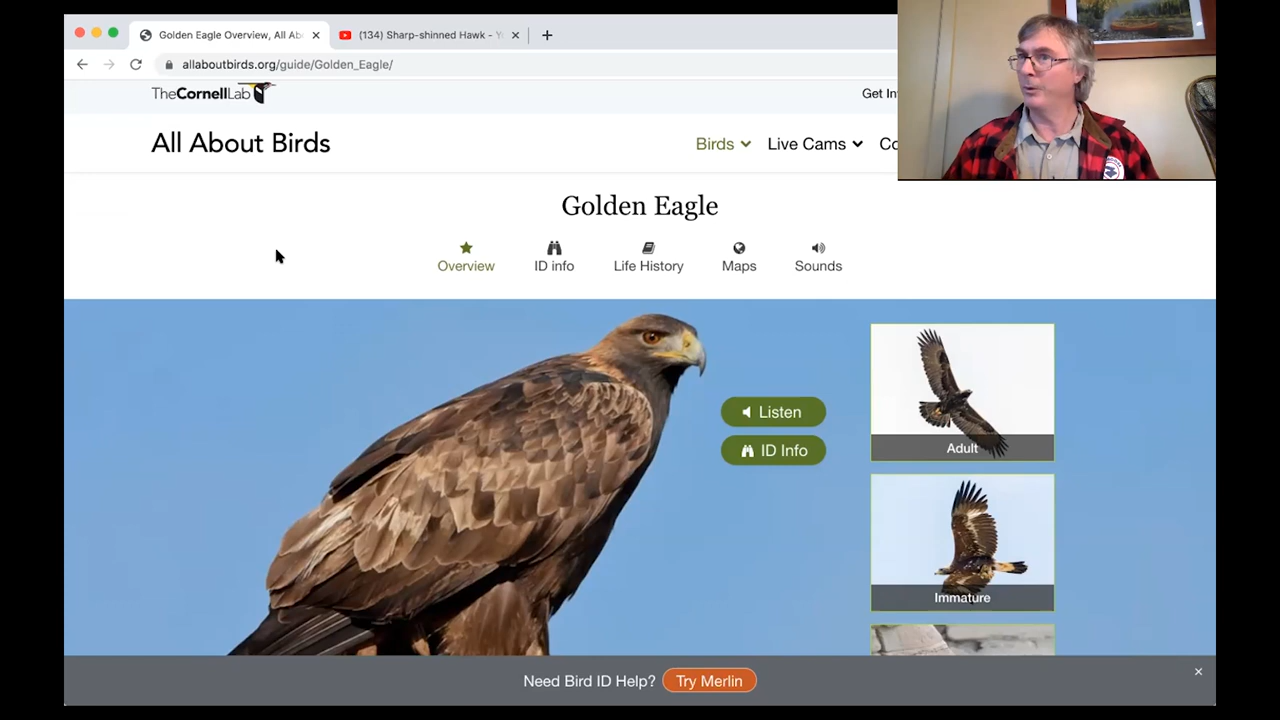 Golden Eagle Overview, All Ab
(134) Sharp-shinned Hawk - Y
allaboutbirds.org/guide/Golden_Eagle/
TheCornellLab
Get In
All About Birds
Birds Live Cams Co
Golden Eagle
Overview ID info Life History Maps Sounds
Listen
ID Info
Adult
Immature
Need Bird ID Help? Try Merlin